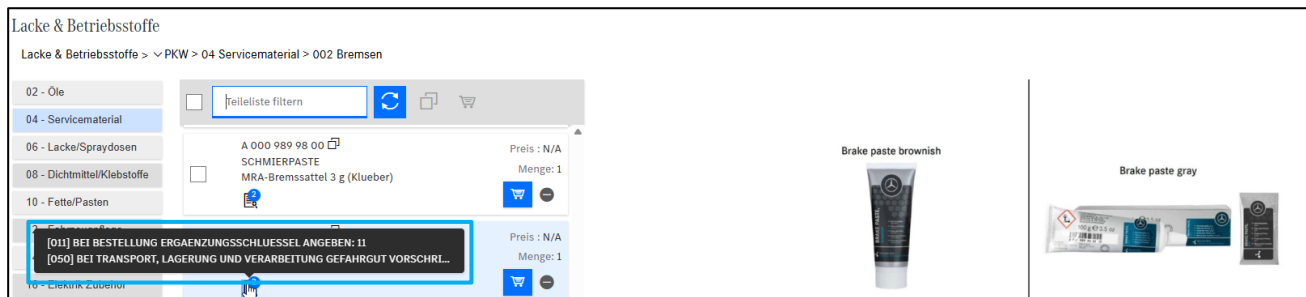 Lacke & Betriebsstoffe
Lacke & Betriebsstoffe > PKW > 04 Servicematerial > 002 Bremsen
02 - Öle
04 - Servicematerial
06 - Lacke/Spraydosen
08 - Dichtmittel/Klebstoffe
10 - Fette/Pasten
Teileliste filtern
A 000 989 98 00
SCHMIERPASTE
MRA-Bremssattel 3 g (Klueber)
2
Preis : N/A
Menge: 1
[011] BEI BESTELLUNG ERGAENZUNGSSCHLUESSEL ANGEBEN: 11
[050] BEI TRANSPORT, LAGERUNG UND VERARBEITUNG GEFAHRGUT VORSCHRI...
Preis : N/A
Menge: 1
Brake paste brownish
BRAKE PASTE
Brake paste gray
100 g